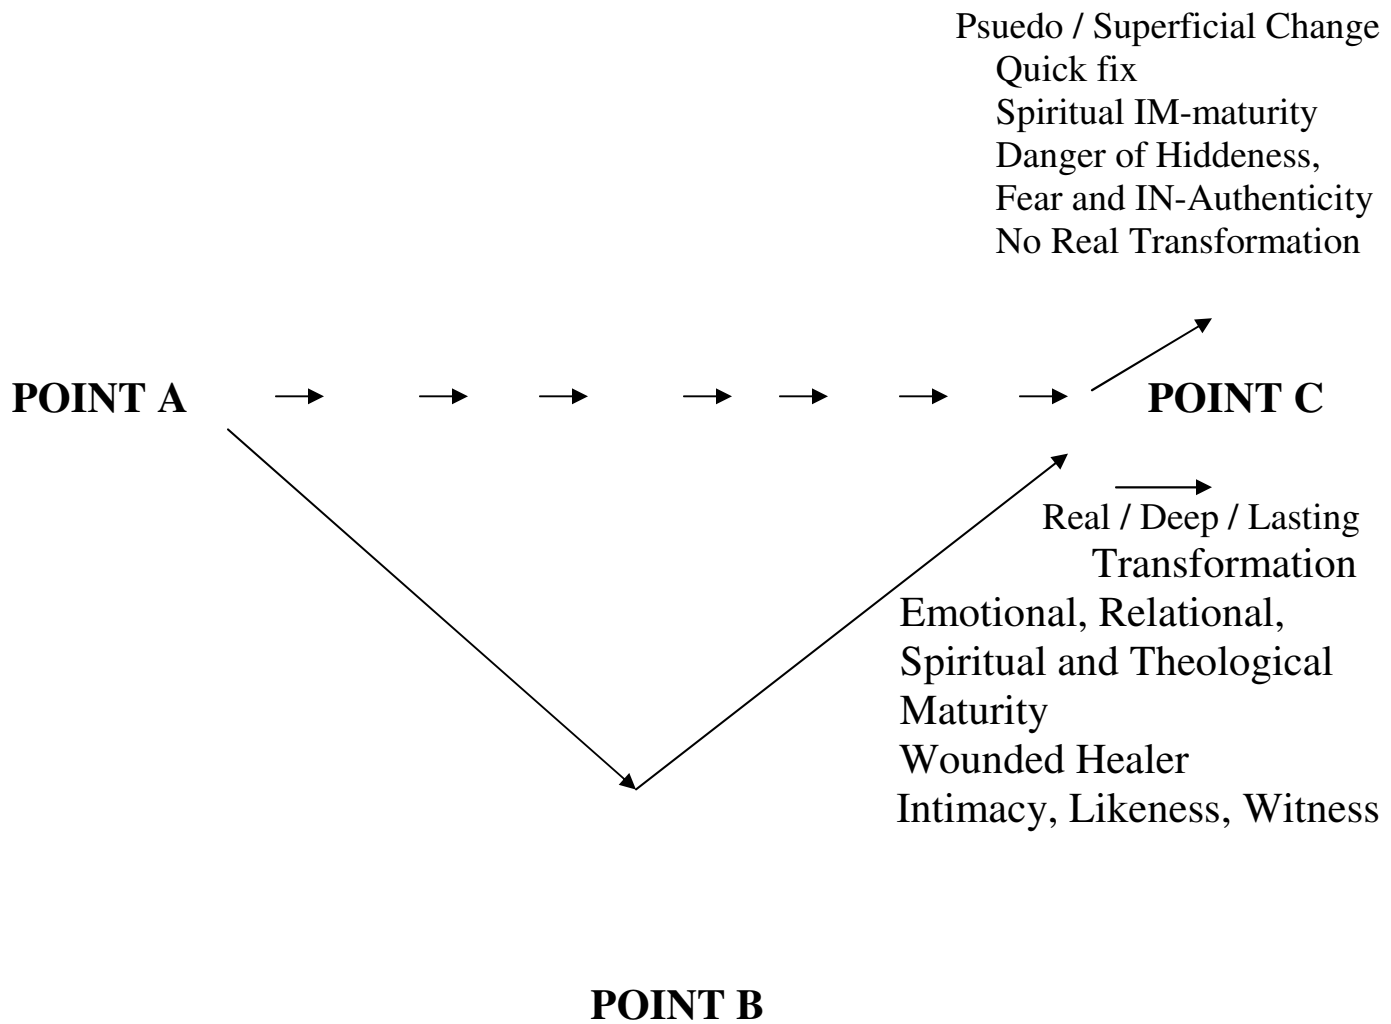 Psuedo / Superficial Change
Quick fix
Spiritual IM-maturity
Danger of Hiddeness,
Fear and IN-Authenticity
No Real Transformation
POINT A
POINT C
Real / Deep / Lasting
Transformation
Emotional, Relational,
Spiritual and Theological
Maturity
Wounded Healer
Intimacy, Likeness, Witness
POINT B